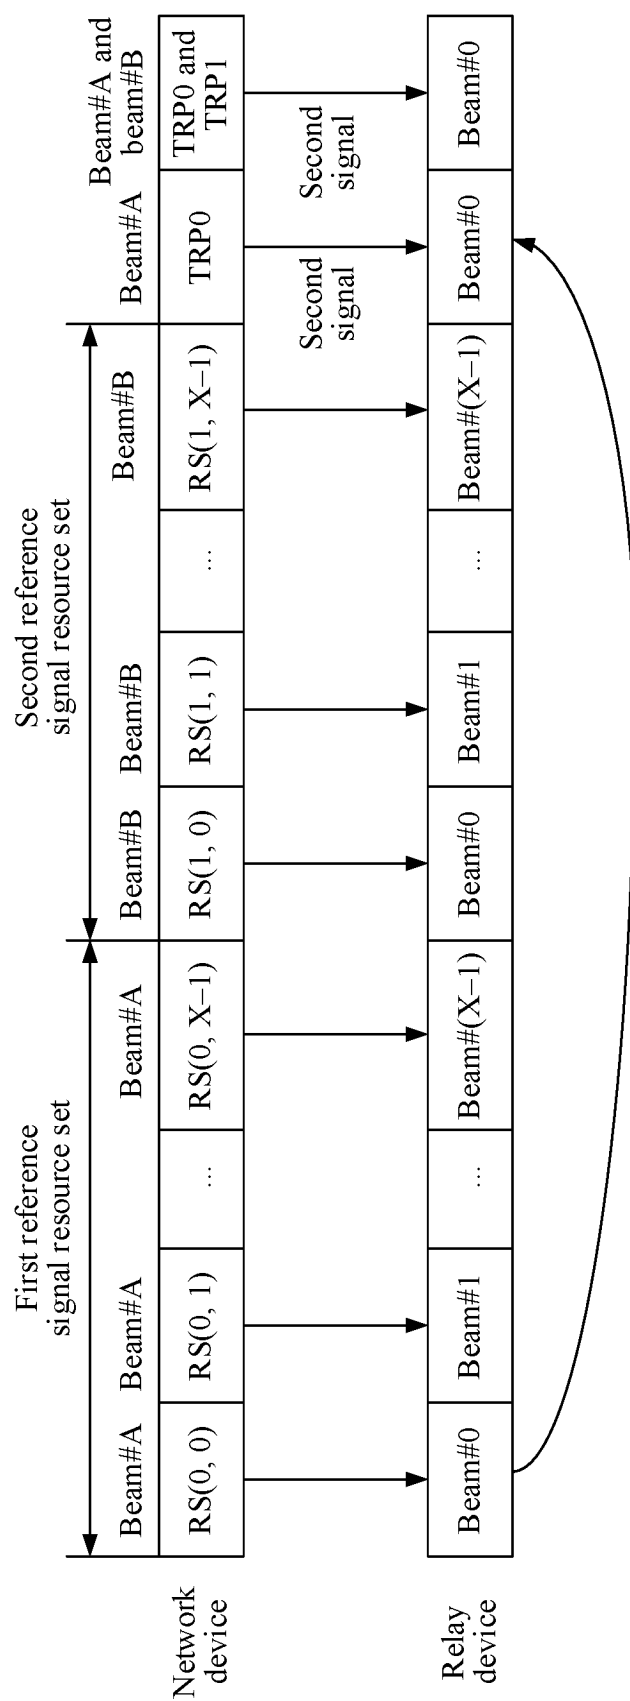 First reference
signal resource set
Second reference
signal resource set
Beam#A
Beam#A
Beam#A
Beam#B
Beam#B
Beam#B
Beam#A
Beam#A and
beam#B
Network
device
RS(0, 0)
RS(0, 1)
...
RS(0, X−1)
RS(1, 0)
RS(1, 1)
...
RS(1, X−1)
TRP0
TRP0 and
TRP1
Second
signal
Second
signal
Relay
device
Beam#0
Beam#1
...
Beam#(X−1)
Beam#0
Beam#1
...
Beam#(X−1)
Beam#0
Beam#0